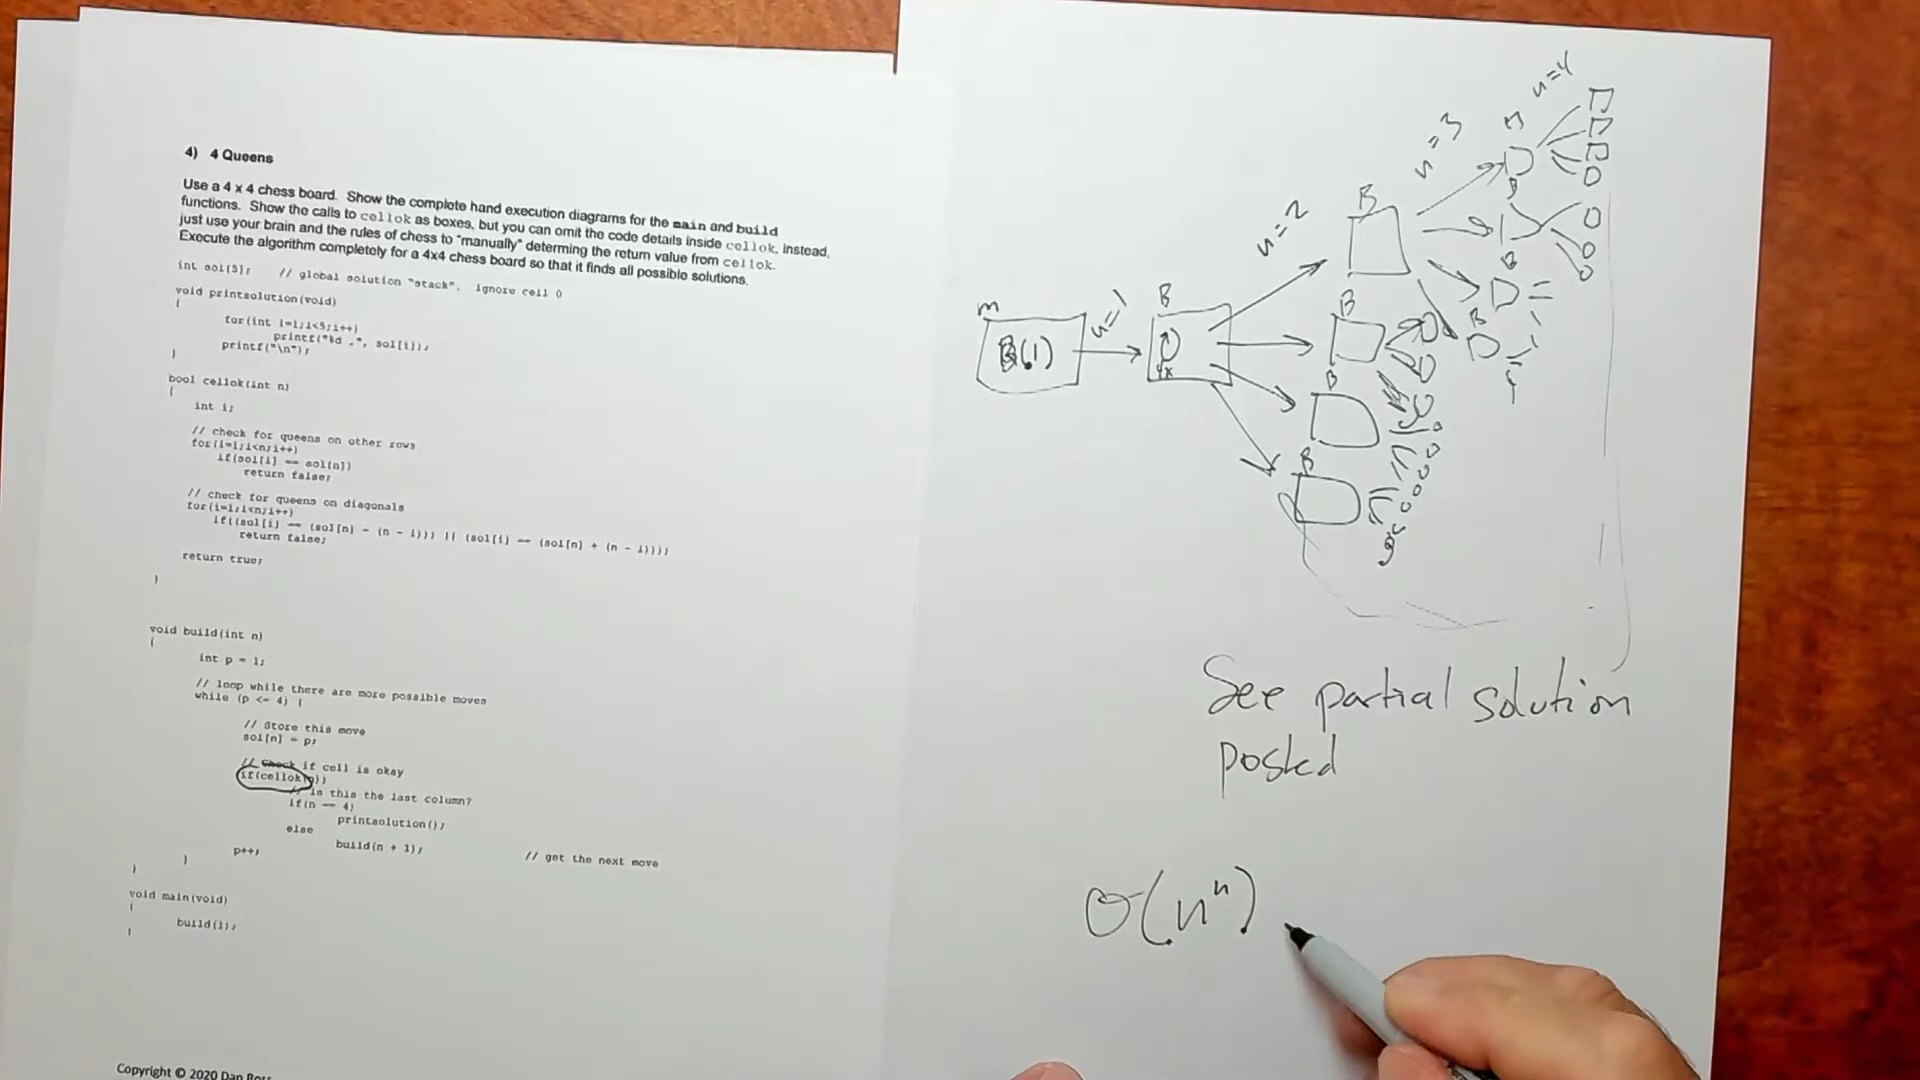 4) 4 Queens
Use a 4 x 4 chess board. Show the complete hand execution diagrams for the main and build
functions. Show the calls to cellok as boxes, but you can omit the code details inside cellok. Instead,
just use your brain and the rules of chess to "manually" determing the return value from cellok.
Execute the algorithm completely for a 4x4 chess board so that it finds all possible solutions.
int sol[5]; // global solution "stack". Ignore cell 0
void printsolution(void)
{
for(int i=1;i<5;i++)
printf("%d ,", sol[i]);
printf("\n");
}
bool cellok(int n)
{
int i;
// check for queens on other rows
for(i=1;i<n;i++)
if(sol[i] == sol[n])
return false;
// check for queens on diagonals
for(i=1;i<n;i++)
if((sol[i] == (sol[n] - (n - i))) || (sol[i] == (sol[n] + (n - i))))
return false;
return true;
}
void build(int n)
{
int p = 1;
// loop while there are more possible moves
while (p <= 4) {
// Store this move
sol[n] = p;
// Check if cell is okay
if(cellok(n))
// is this the last column?
if(n == 4)
printsolution();
else
build(n + 1); // get the next move
p++;
}
}
void main(void)
{
build(1);
}
Copyright © 2020 Dan Ross
n=4
n=3
B
B
n=2
B
B
B
m
n=1
B
B
B(1)
4x
B
B
See partial solution
posted
O(n^n)